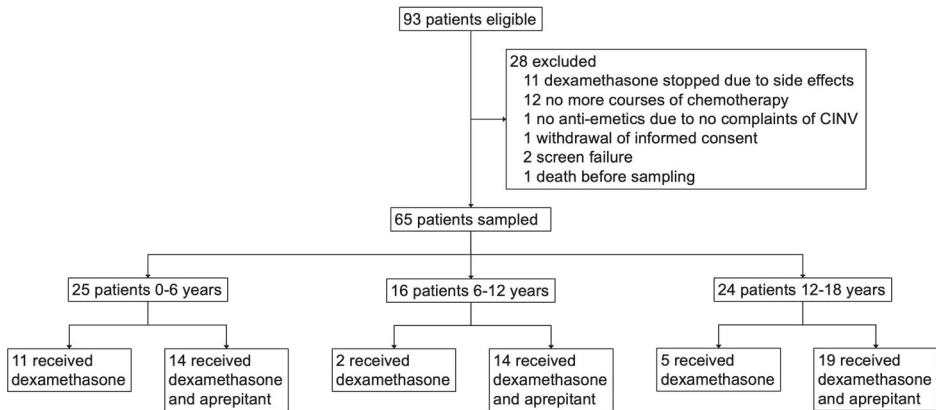 93 patients eligible
28 excluded
11 dexamethasone stopped due to side effects
12 no more courses of chemotherapy
1 no anti-emetics due to no complaints of CINV
1 withdrawal of informed consent
2 screen failure
1 death before sampling
65 patients sampled
25 patients 0-6 years
16 patients 6-12 years
24 patients 12-18 years
11 received
dexamethasone
14 received
dexamethasone
and aprepitant
2 received
dexamethasone
14 received
dexamethasone
and aprepitant
5 received
dexamethasone
19 received
dexamethasone
and aprepitant